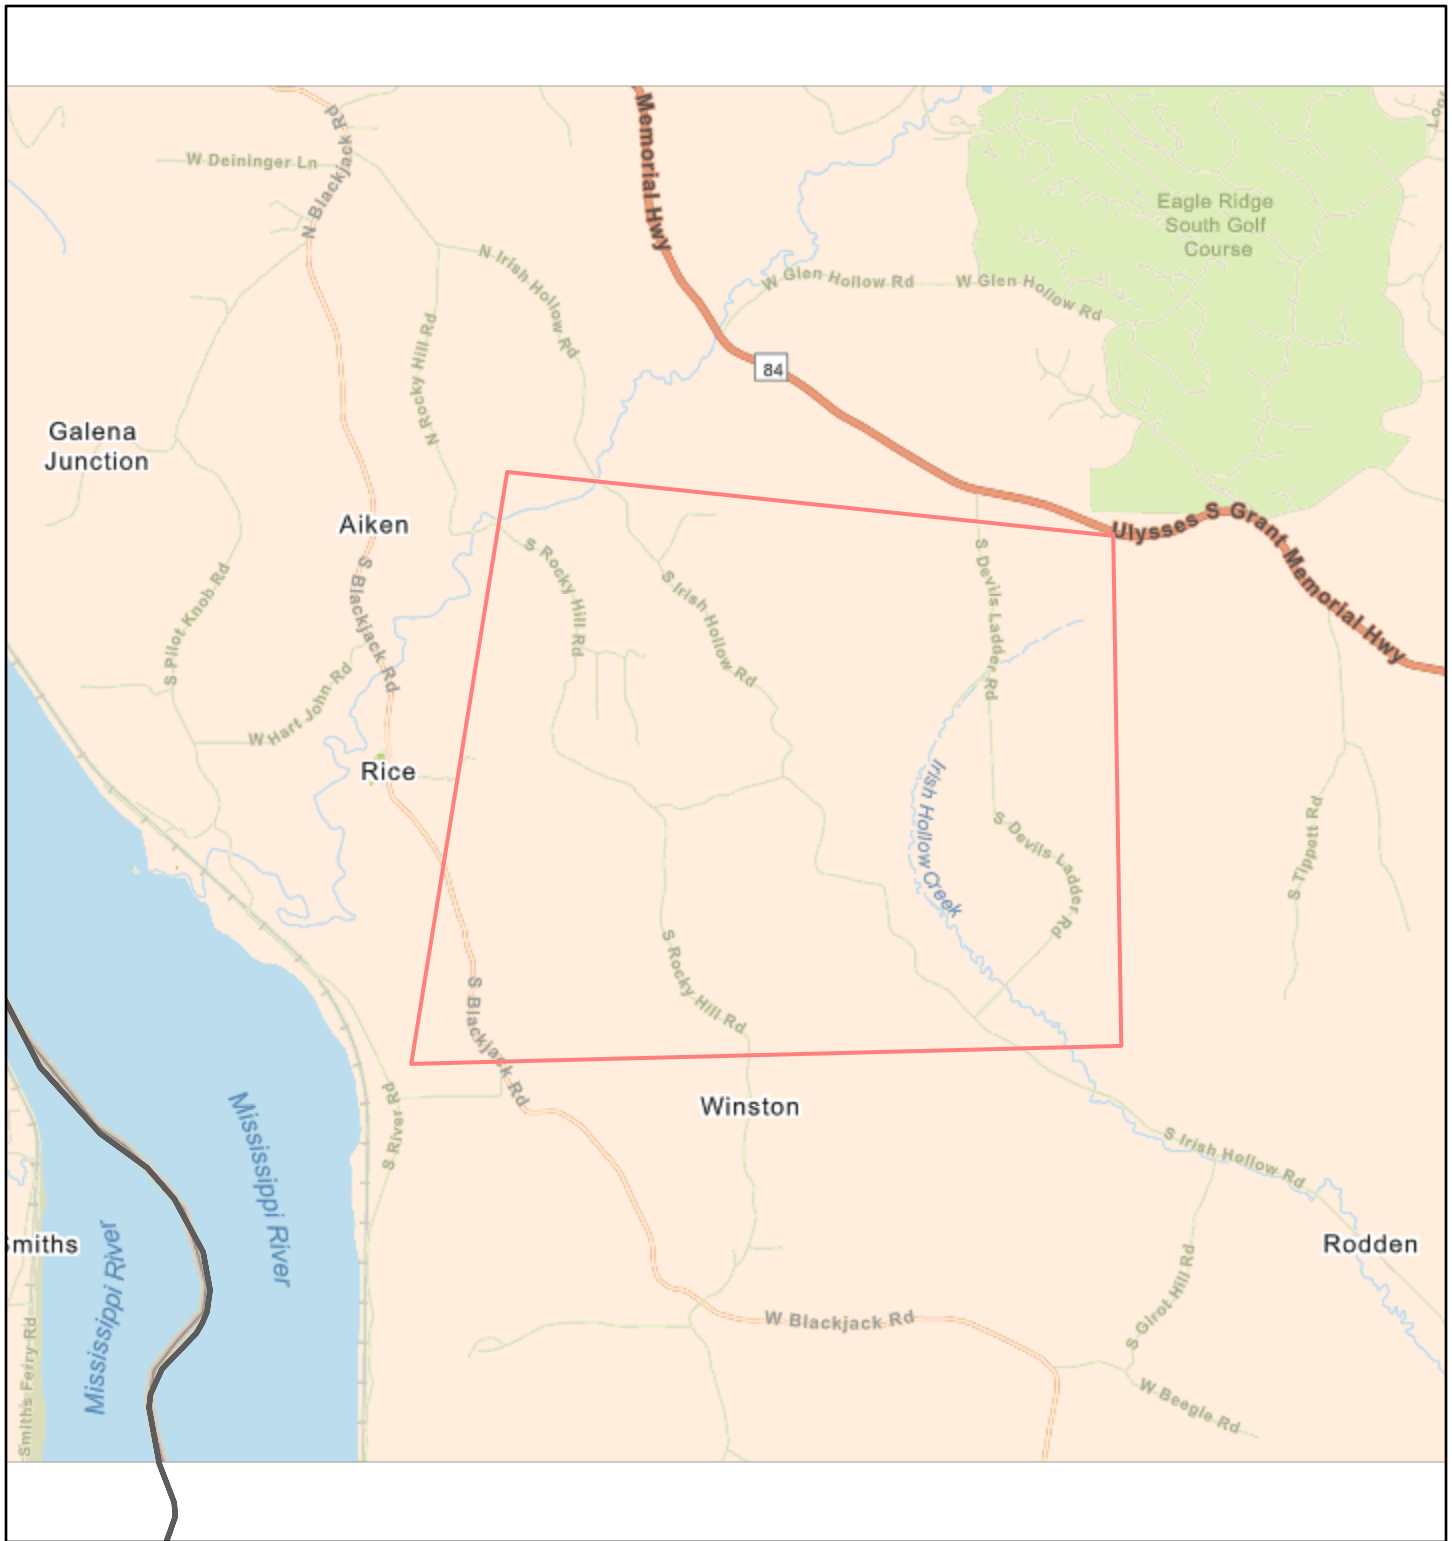 N Blackjack Rd
W Deininger Ln
Memorial Hwy
Eagle Ridge
South Golf
Course
N Irish Hollow Rd
W Glen Hollow Rd
W Glen Hollow Rd
N Rocky Hill Rd
84
Galena
Junction
Aiken
Ulysses S Grant Memorial Hwy
S Pilot Knob Rd
S Blackjack Rd
S Rocky Hill Rd
S Irish Hollow Rd
S Devils Ladder Rd
W Hart John Rd
Rice
Irish Hollow Creek
S Devils Ladder Rd
S Tippett Rd
S Rocky Hill Rd
S Blackjack Rd
S River Rd
Winston
Mississippi River
Mississippi River
S Irish Hollow Rd
Smiths
Rodden
S Girot Hill Rd
W Blackjack Rd
Smiths Ferry Rd
W Beegle Rd